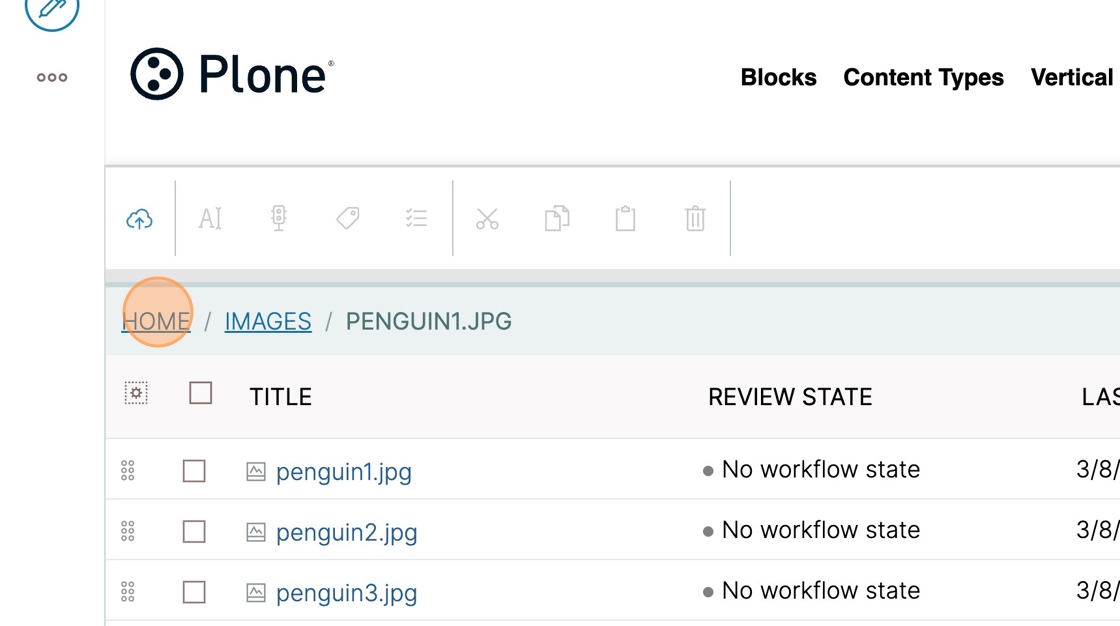 Plone®
Blocks Content Types Vertical
HOME / IMAGES / PENGUIN1.JPG
TITLE REVIEW STATE LAS
penguin1.jpg No workflow state 3/8/
penguin2.jpg No workflow state 3/8/
penguin3.jpg No workflow state 3/8/